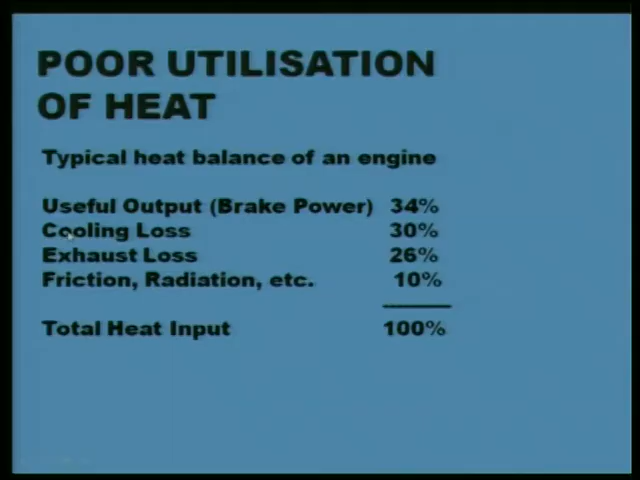 POOR UTILISATION
OF HEAT
Typical heat balance of an engine
Useful Output (Brake Power) 34%
Cooling Loss 30%
Exhaust Loss 26%
Friction, Radiation, etc. 10%
Total Heat Input 100%